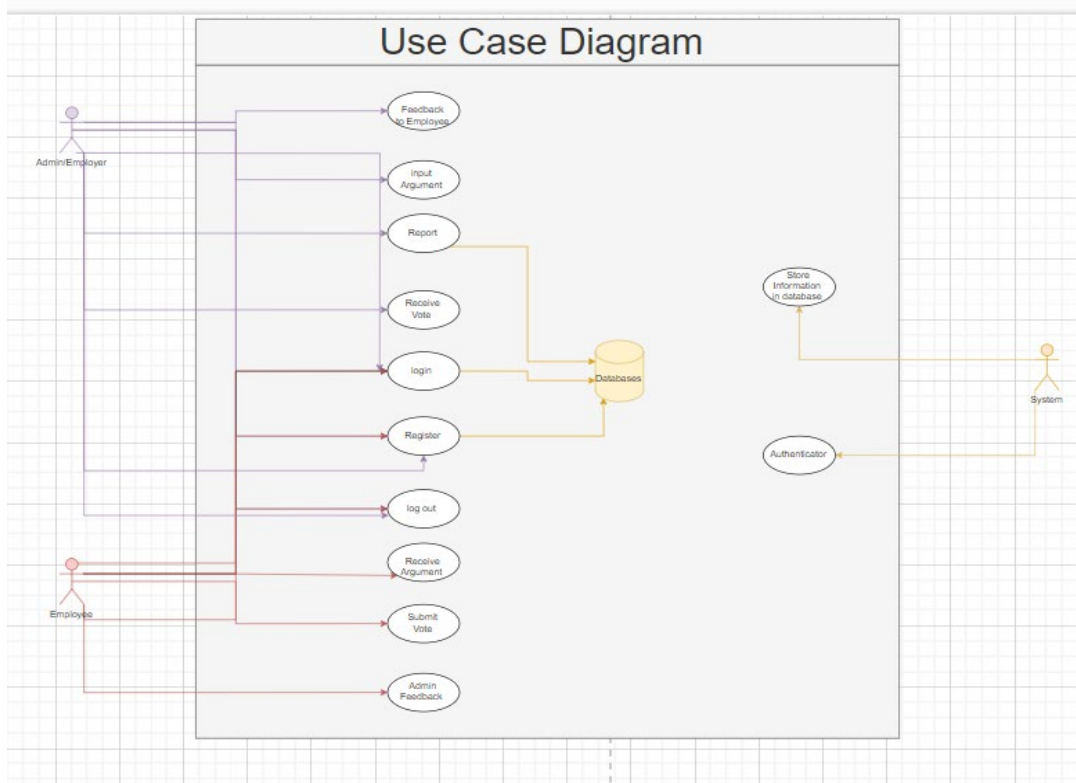 Use Case Diagram
Feedback
to Employee
Admin/Employer
input
Argument
Report
Store
Information
in database
Receive
Vote
login
Databases
System
Register
Authenticator
log out
Receive
Argument
Employee
Submit
Vote
Admin
Feedback